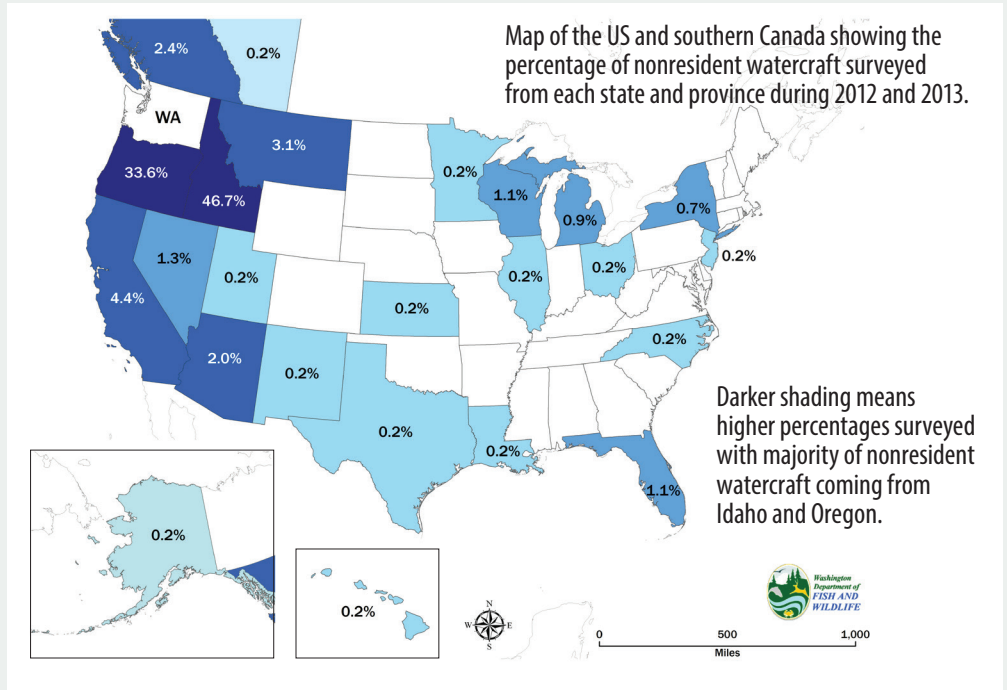 Map of the US and southern Canada showing the
percentage of nonresident watercraft surveyed
from each state and province during 2012 and 2013.
2.4%
0.2%
WA
3.1%
33.6%
46.7%
0.2%
1.1%
0.9%
0.7%
0.2%
1.3%
0.2%
0.2%
0.2%
4.4%
0.2%
0.2%
2.0%
0.2%
0.2%
0.2%
1.1%
Darker shading means
higher percentages surveyed
with majority of nonresident
watercraft coming from
Idaho and Oregon.
0.2%
0.2%
N
W
E
S
Washington
Department of
FISH AND
WILDLIFE
0
500
1,000
Miles